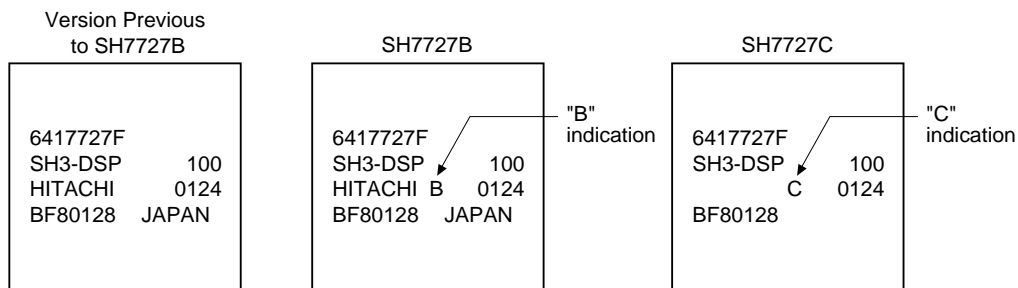 Version Previous
to SH7727B
6417727F
SH3-DSP 100
HITACHI 0124
BF80128 JAPAN
SH7727B
6417727F
SH3-DSP 100
HITACHI B 0124
BF80128 JAPAN
"B"
indication
SH7727C
6417727F
SH3-DSP 100
C 0124
BF80128
"C"
indication